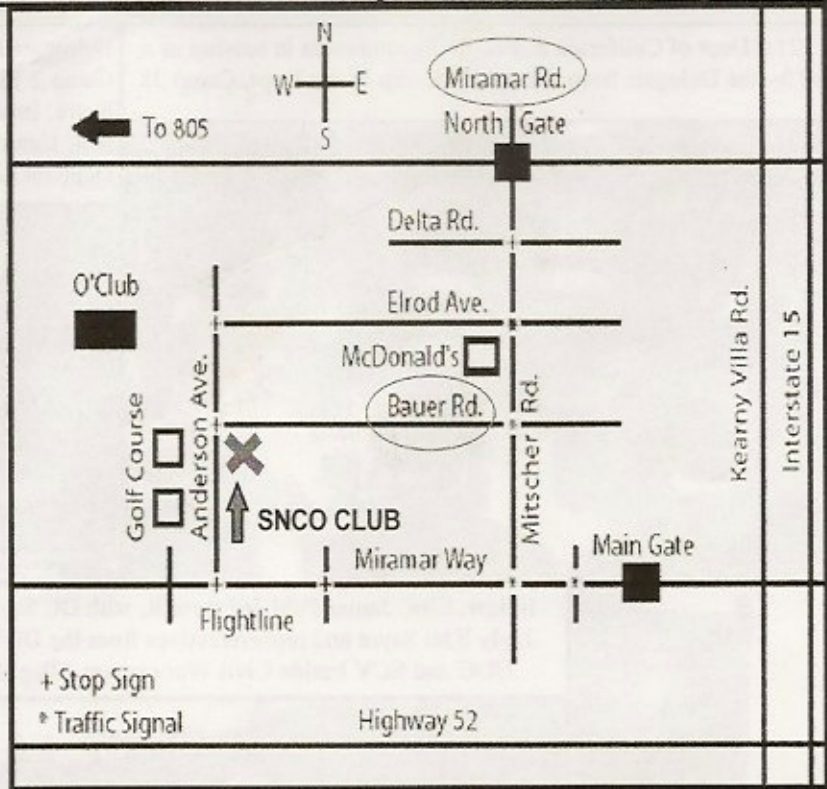 N
W E
S
Miramar Rd.
To 805
North Gate
Delta Rd.
O'Club
Elrod Ave.
McDonald's
Bauer Rd.
Golf Course
Anderson Ave.
Mitscher Rd.
Kearny Villa Rd.
Interstate 15
SNCO CLUB
Miramar Way
Main Gate
Flightline
+ Stop Sign
* Traffic Signal
Highway 52